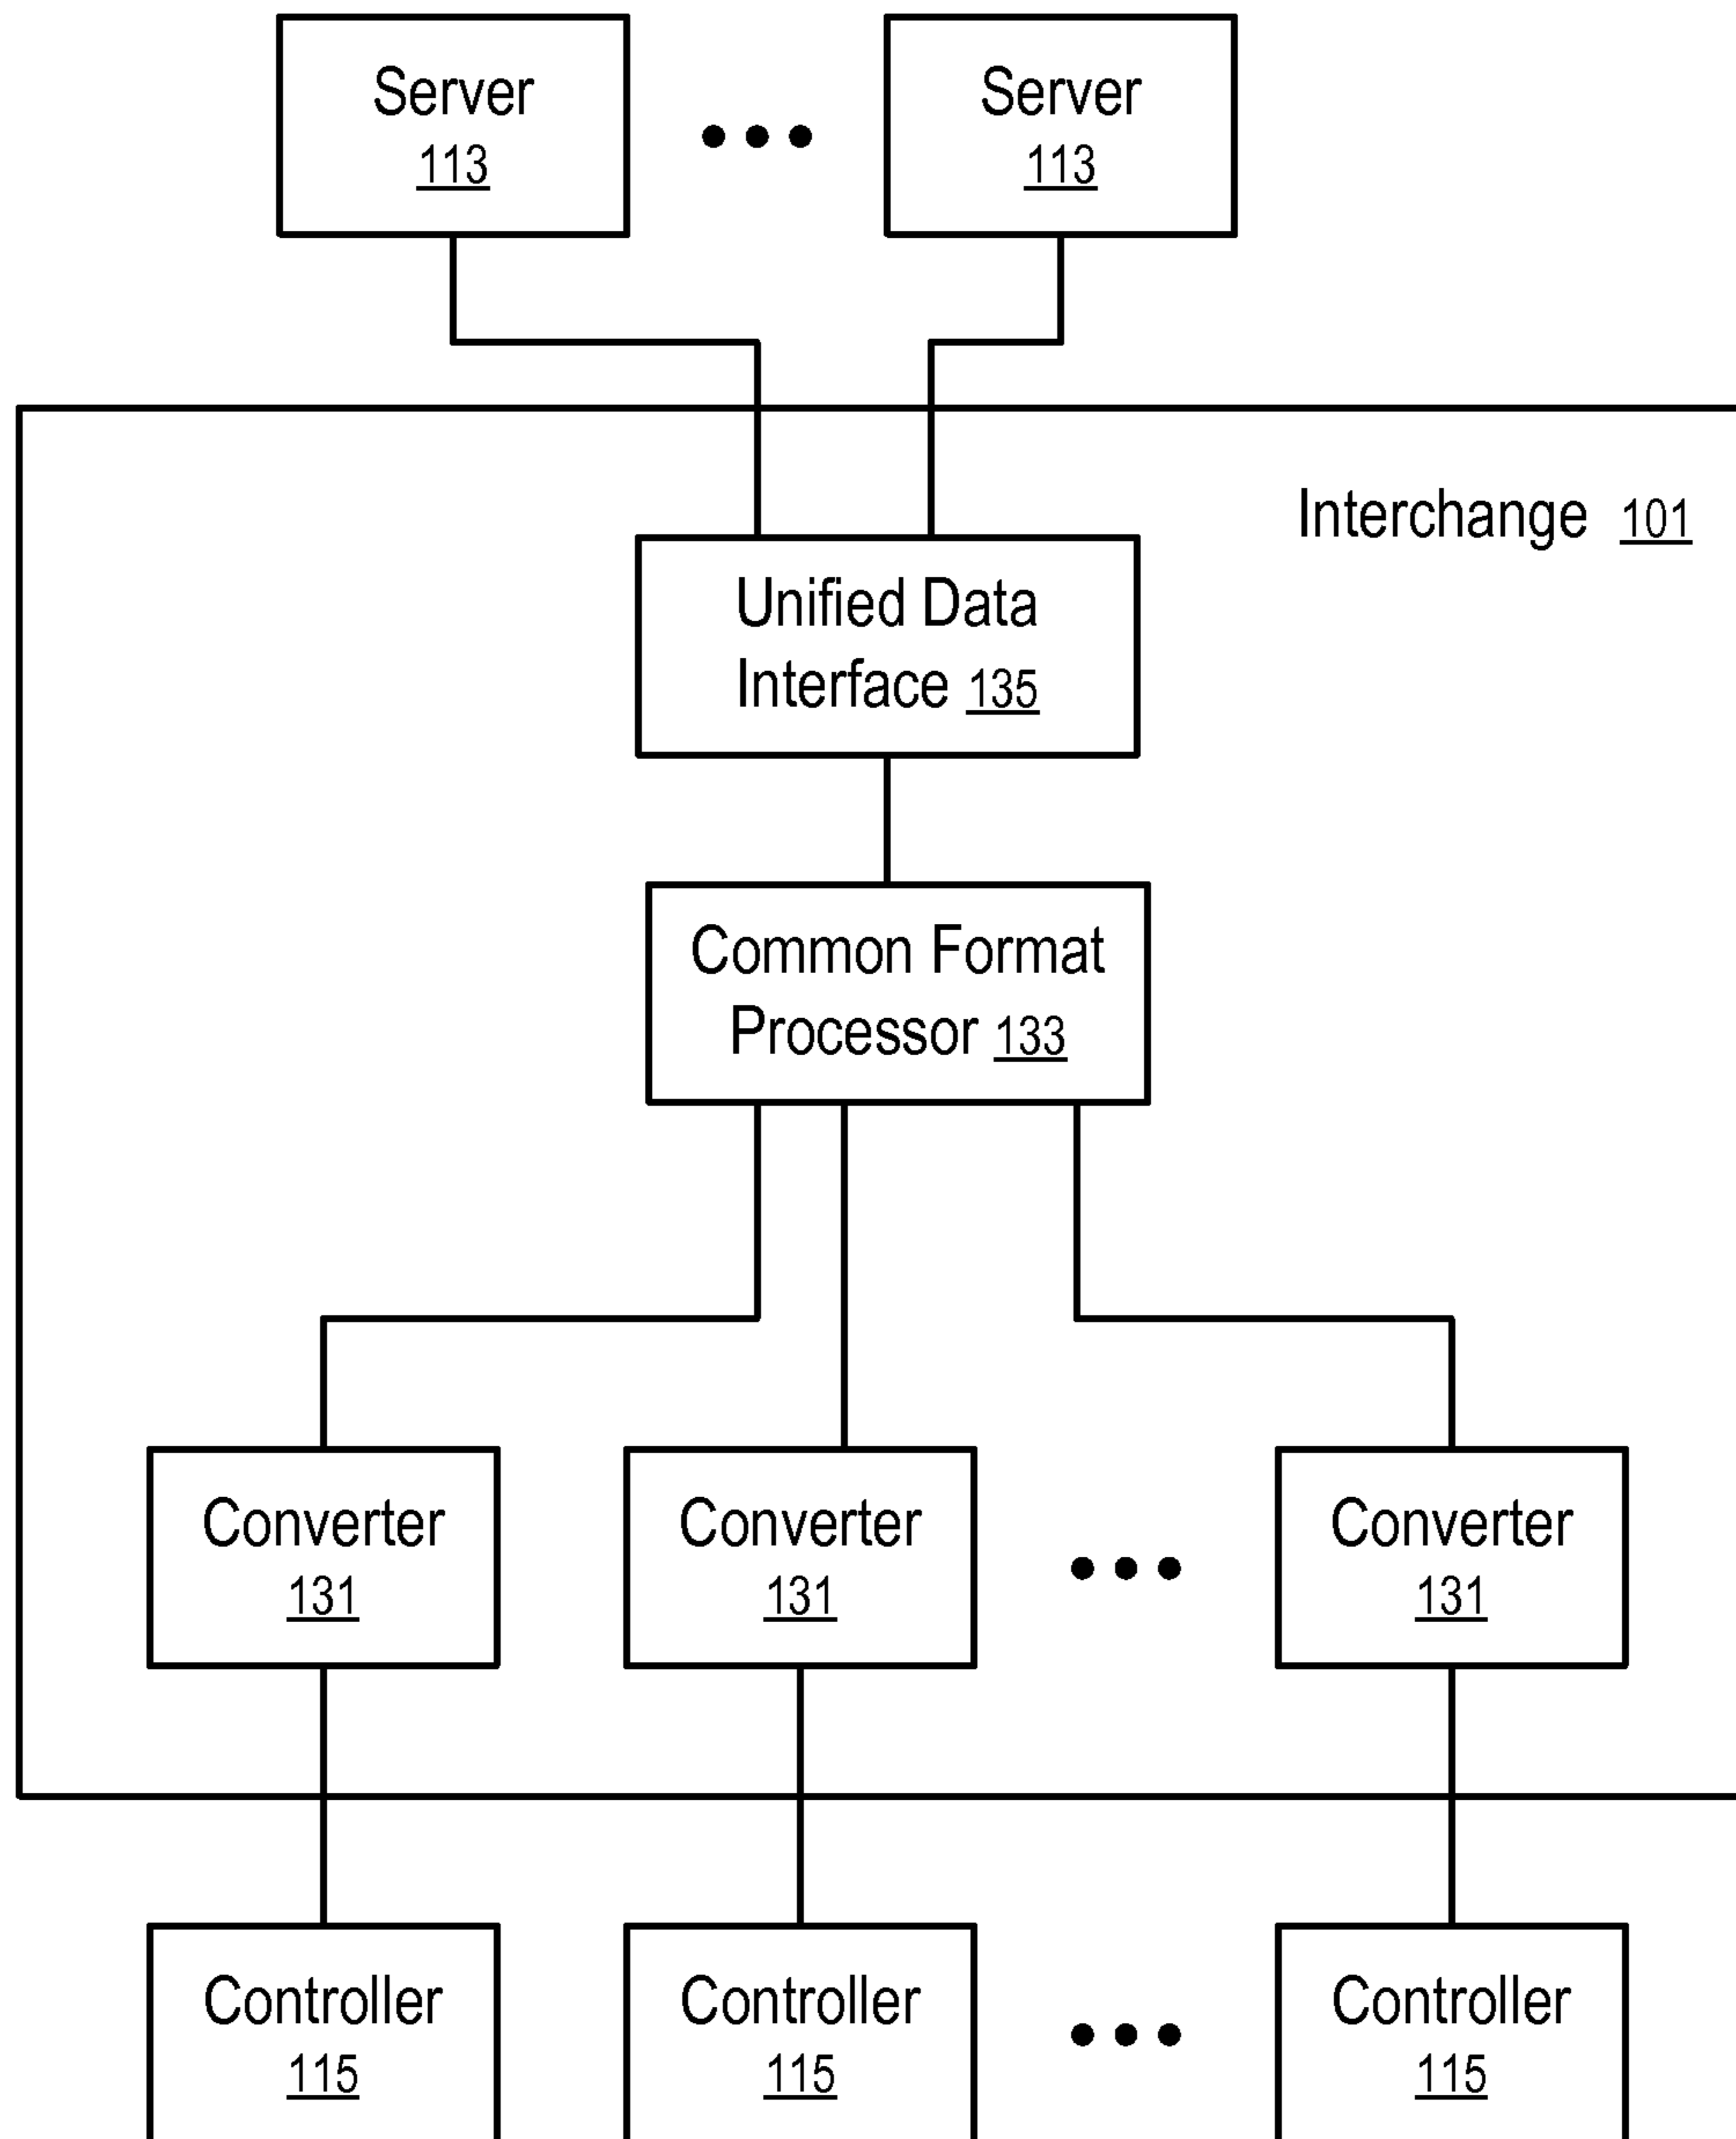 Server
113
Server
113
Interchange 101
Unified Data
Interface 135
Common Format
Processor 133
Converter
131
Converter
131
Converter
131
Controller
115
Controller
115
Controller
115